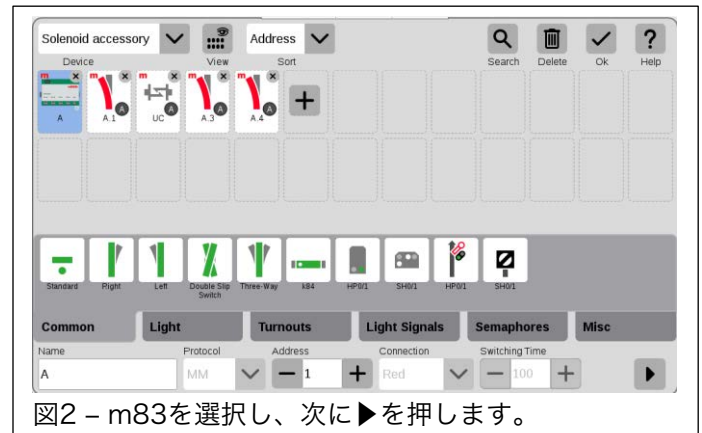 Solenoid accessory Address
Device View Sort Search Delete Ok Help
m m m m m
A A A A
A A.1 UC A.3 A.4
Standard Right Left Double Slip Switch Three-Way k84 HP0/1 SH0/1 HP0/1 SH0/1
Common Light Turnouts Light Signals Semaphores Misc
Name Protocol Address Connection Switching Time
A MM 1 Red 100
図2 – m83を選択し、次に▶を押します。